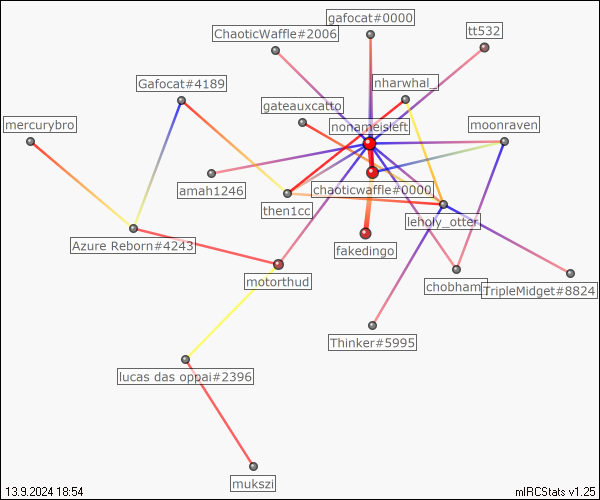 gafocat#0000
ChaoticWaffle#2006
tt532
Gafocat#4189
nharwhal_
gateauxcatto
mercurybro
nonameisleft
moonraven
amah1246
chaoticwaffle#0000
then1cc
leholy_otter
Azure Reborn#4243
fakedingo
motorthud
chobham
TripleMidget#8824
Thinker#5995
lucas das oppai#2396
mukszi
13.9.2024 18:54
mIRCStats v1.25